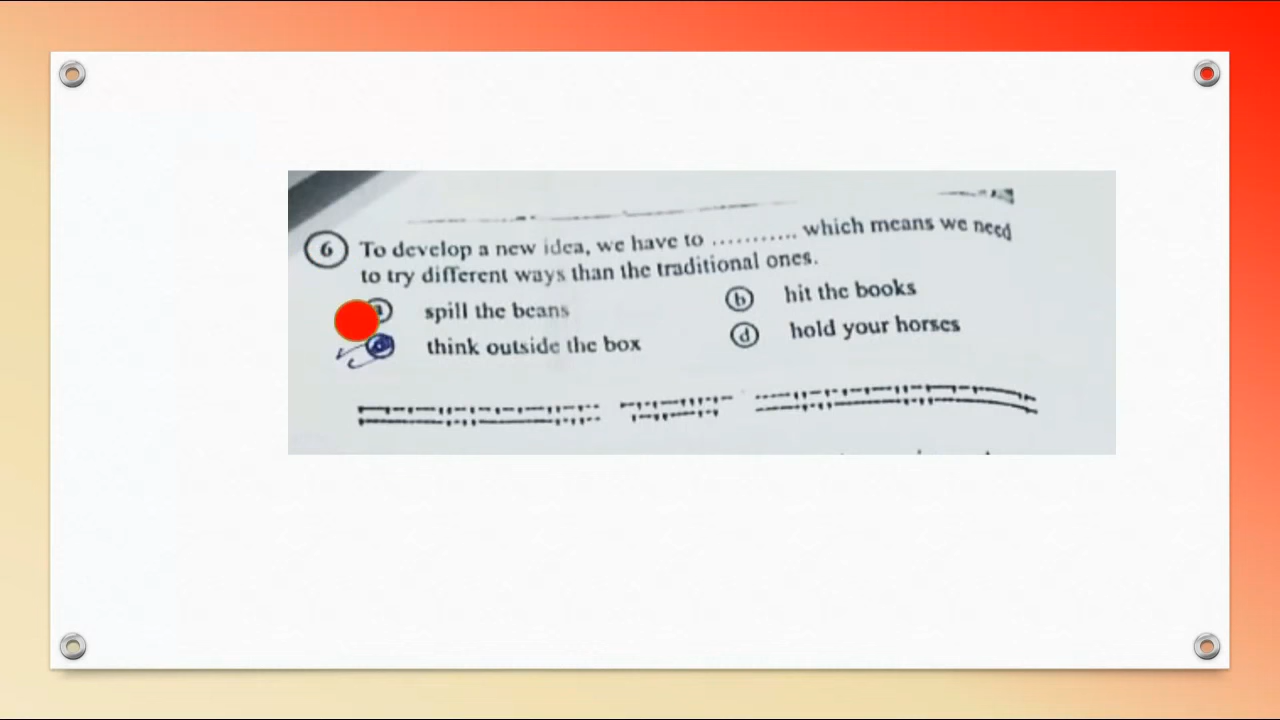 6 To develop a new idea, we have to ........... which means we need
to try different ways than the traditional ones.
a spill the beans b hit the books
think outside the box d hold your horses